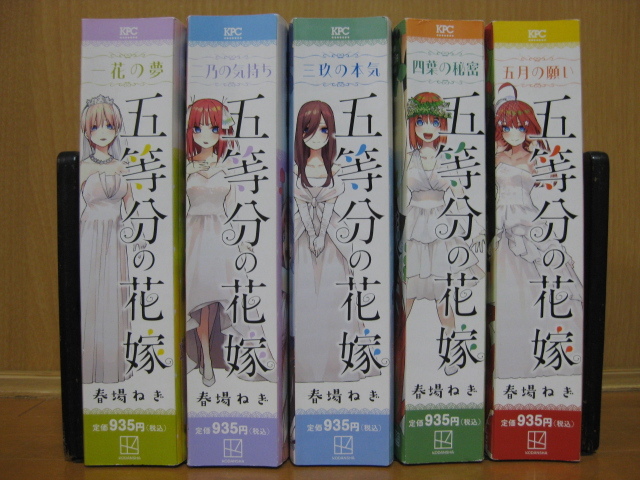 KPC
一花の夢
五等分の花嫁
春場ねぎ
定価935円(税込)
KODANSHA
KPC
二乃の気持ち
五等分の花嫁
春場ねぎ
定価935円(税込)
KODANSHA
KPC
三玖の本気
五等分の花嫁
春場ねぎ
定価935円(税込)
KODANSHA
KPC
四葉の秘密
五等分の花嫁
春場ねぎ
定価935円(税込)
KODANSHA
KPC
五月の願い
五等分の花嫁
春場ねぎ
定価935円(税込)
KODANSHA